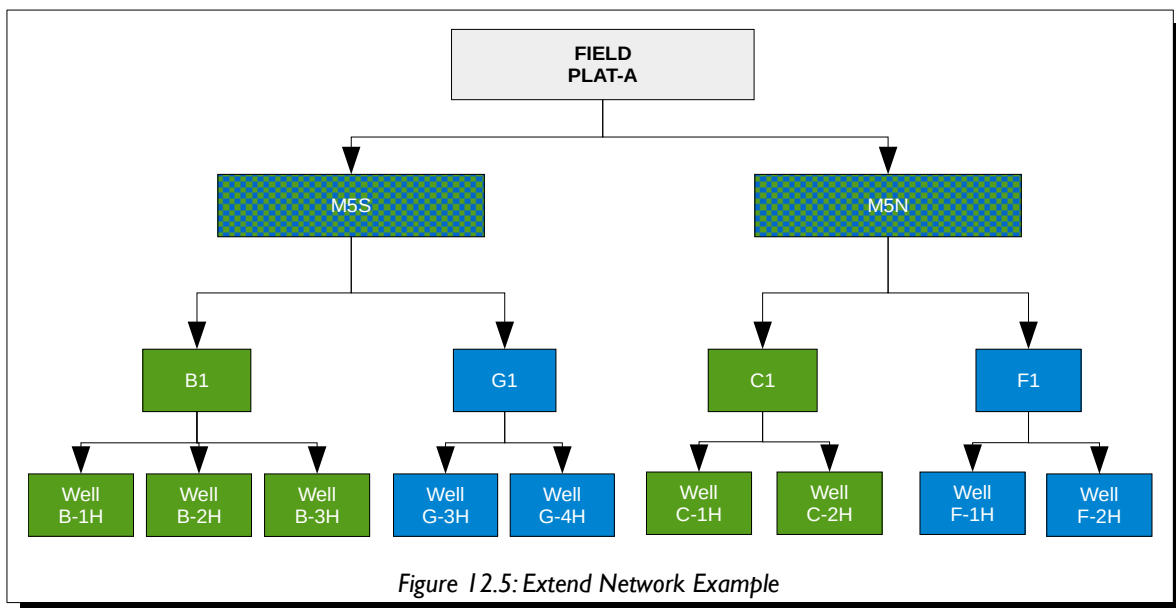 FIELD
PLAT-A
M5S
M5N
B1
G1
C1
F1
Well
B-1H
Well
B-2H
Well
B-3H
Well
G-3H
Well
G-4H
Well
C-1H
Well
C-2H
Well
F-1H
Well
F-2H
Figure 12.5: Extend Network Example